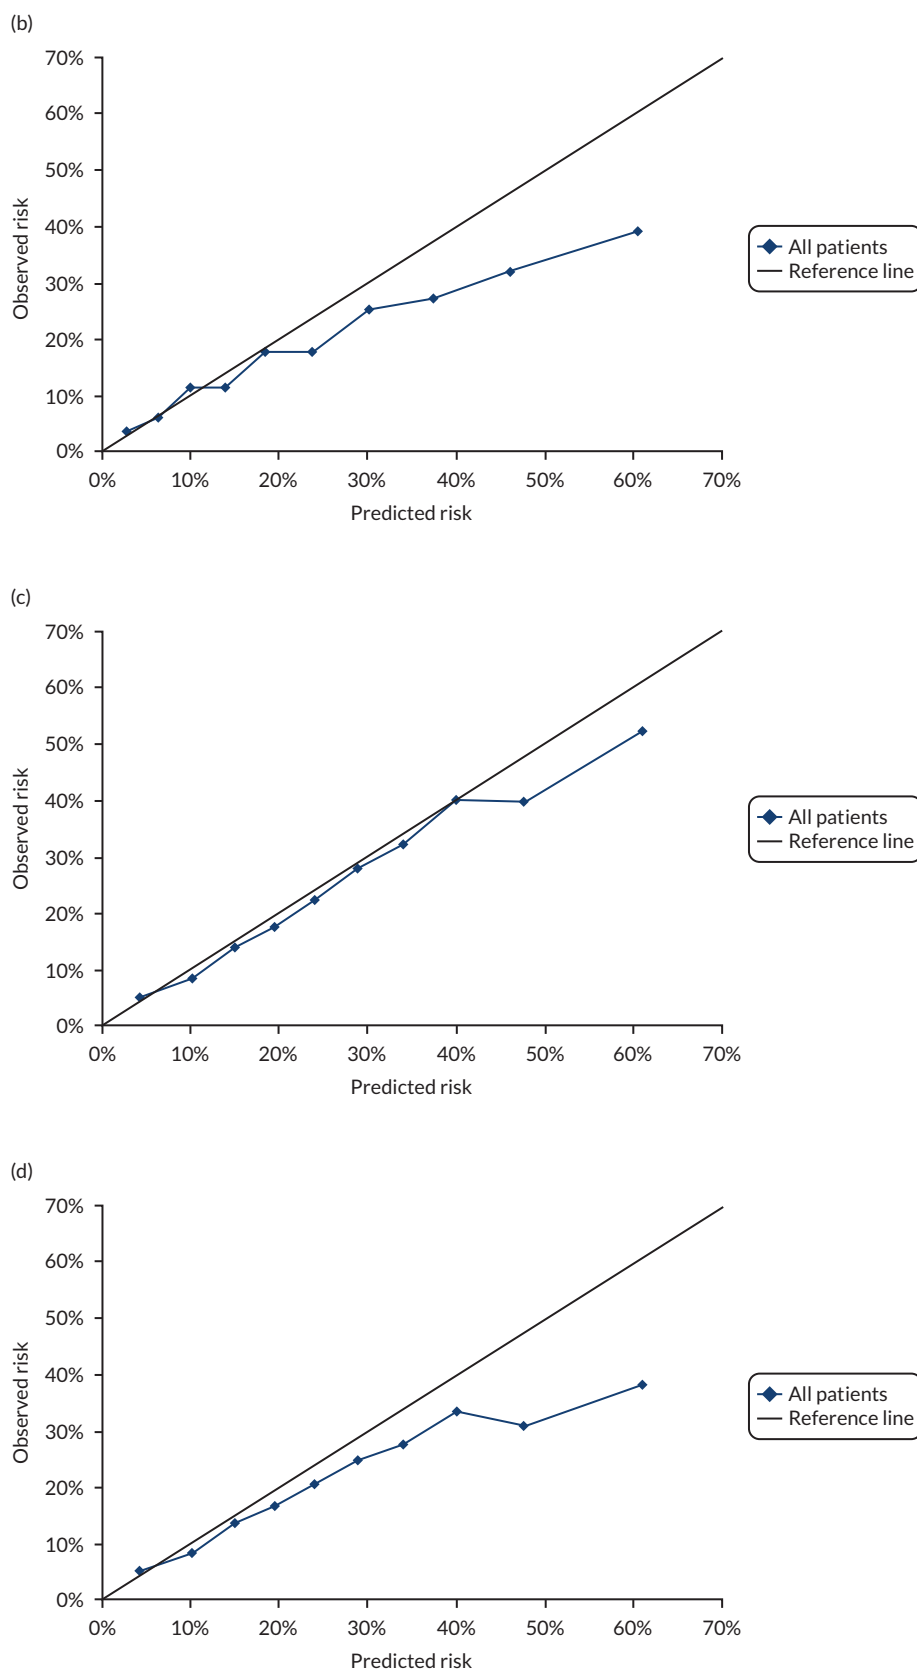 (b)
70%
60%
50%
40%
30%
20%
10%
0%
Observed risk
0% 10% 20% 30% 40% 50% 60% 70%
Predicted risk
All patients
Reference line
(c)
70%
60%
50%
40%
30%
20%
10%
0%
Observed risk
0% 10% 20% 30% 40% 50% 60% 70%
Predicted risk
All patients
Reference line
(d)
70%
60%
50%
40%
30%
20%
10%
0%
Observed risk
0% 10% 20% 30% 40% 50% 60% 70%
Predicted risk
All patients
Reference line